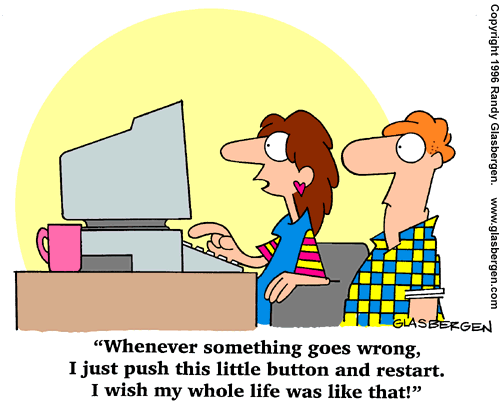 Copyright 1996 Randy Glasbergen. www.glasbergen.com
GLASBERGEN
“Whenever something goes wrong,
I just push this little button and restart.
I wish my whole life was like that!”